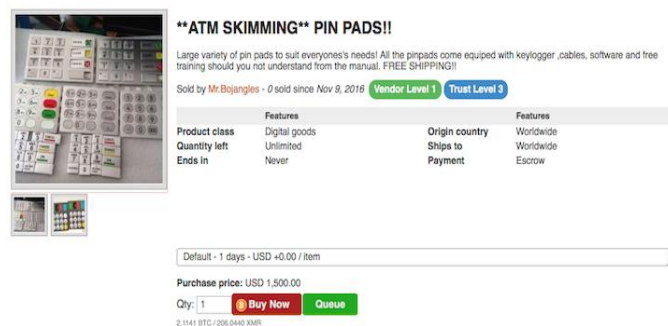 **ATM SKIMMING** PIN PADS!!
Large variety of pin pads to suit everyones's needs! All the pinpads come equiped with keylogger ,cables, software and free
training should you not understand from the manual. FREE SHIPPING!!
Sold by Mr.Bojangles - 0 sold since Nov 9, 2016 Vendor Level 1 Trust Level 3
Features Features
Product class Digital goods Origin country Worldwide
Quantity left Unlimited Ships to Worldwide
Ends in Never Payment Escrow
Default - 1 days - USD +0.00 / item
Purchase price: USD 1,500.00
Qty: 1 Buy Now Queue
2.1141 BTC / 206.0440 XMR